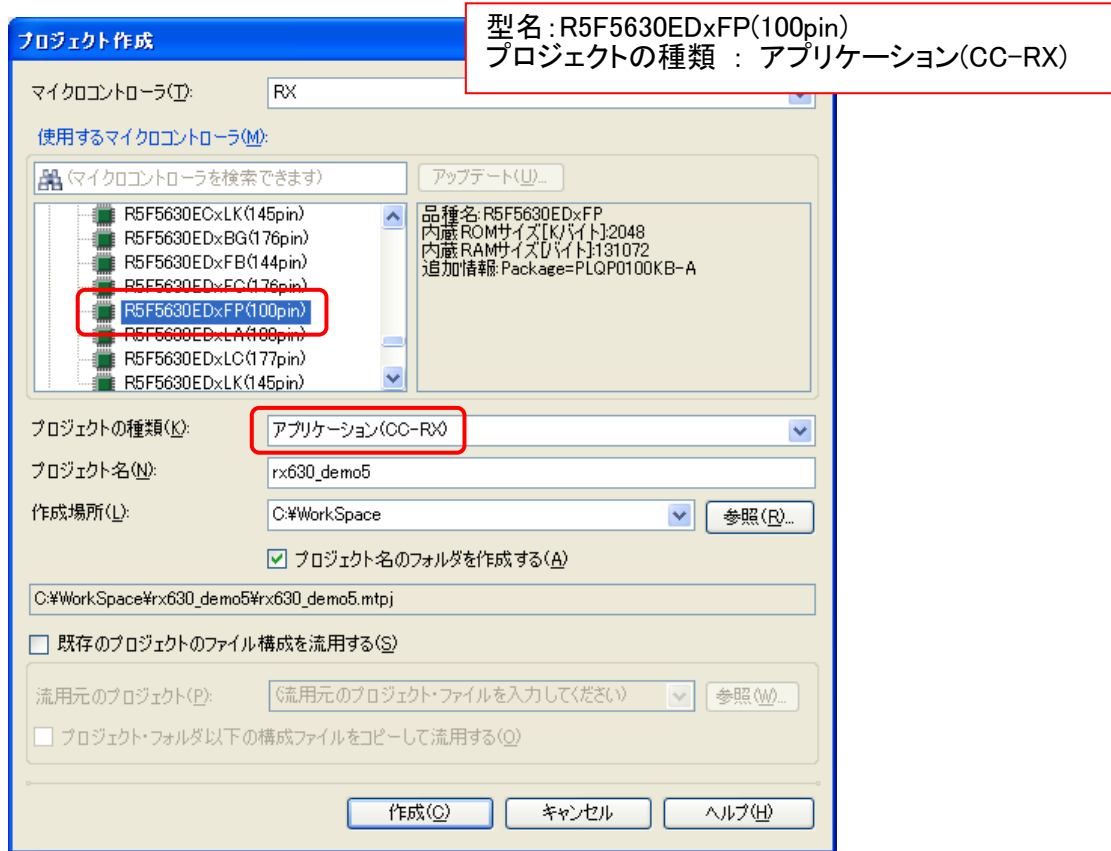 型名:R5F5630EDxFP(100pin)
プロジェクトの種類 : アプリケーション(CC-RX)
プロジェクト作成
マイクロコントローラ(T): RX
使用するマイクロコントローラ(M):
(マイクロコントローラを検索できます) アップデート(U)...
R5F5630ECxLK(145pin)
R5F5630EDxBG(176pin)
R5F5630EDxFB(144pin)
R5F5630EDxFC(176pin)
R5F5630EDxFP(100pin)
R5F5630EDxLA(100pin)
R5F5630EDxLC(177pin)
R5F5630EDxLK(145pin)
品種名:R5F5630EDxFP
内蔵ROMサイズ[Kバイト]:2048
内蔵RAMサイズ[バイト]:131072
追加情報:Package=PLQP0100KB-A
プロジェクトの種類(K): アプリケーション(CC-RX)
プロジェクト名(N): rx630_demo5
作成場所(L): C:¥WorkSpace 参照(R)...
プロジェクト名のフォルダを作成する(A)
C:¥WorkSpace¥rx630_demo5¥rx630_demo5.mtpj
既存のプロジェクトのファイル構成を流用する(S)
流用元のプロジェクト(P): (流用元のプロジェクト・ファイルを入力してください) 参照(W)...
プロジェクト・フォルダ以下の構成ファイルをコピーして流用する(O)
作成(C) キャンセル ヘルプ(H)